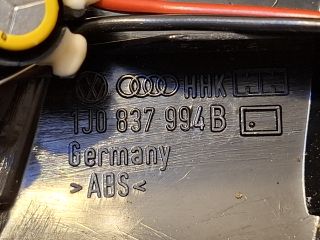 HHK
1J0 837 994 B
Germany
>ABS<